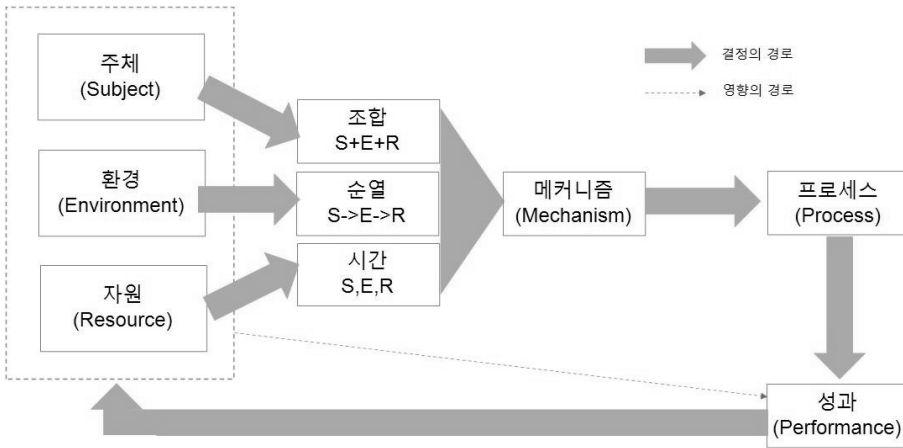 주체
(Subject)
환경
(Environment)
자원
(Resource)
조합
S+E+R
순열
S->E->R
시간
S,E,R
메커니즘
(Mechanism)
프로세스
(Process)
성과
(Performance)
결정의 경로
영향의 경로